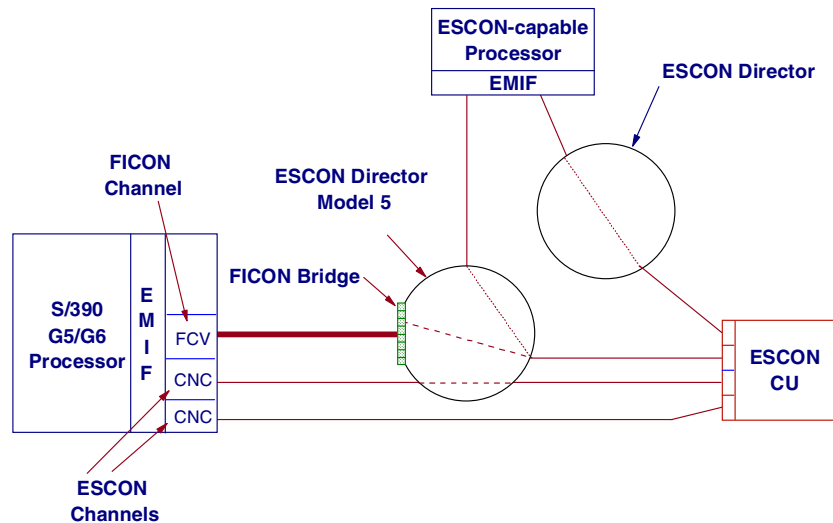 ESCON-capable
Processor
EMIF
ESCON Director
FICON
Channel
ESCON Director
Model 5
FICON Bridge
S/390
G5/G6
Processor
E
M
I
F
FCV
CNC
CNC
ESCON
CU
ESCON
Channels